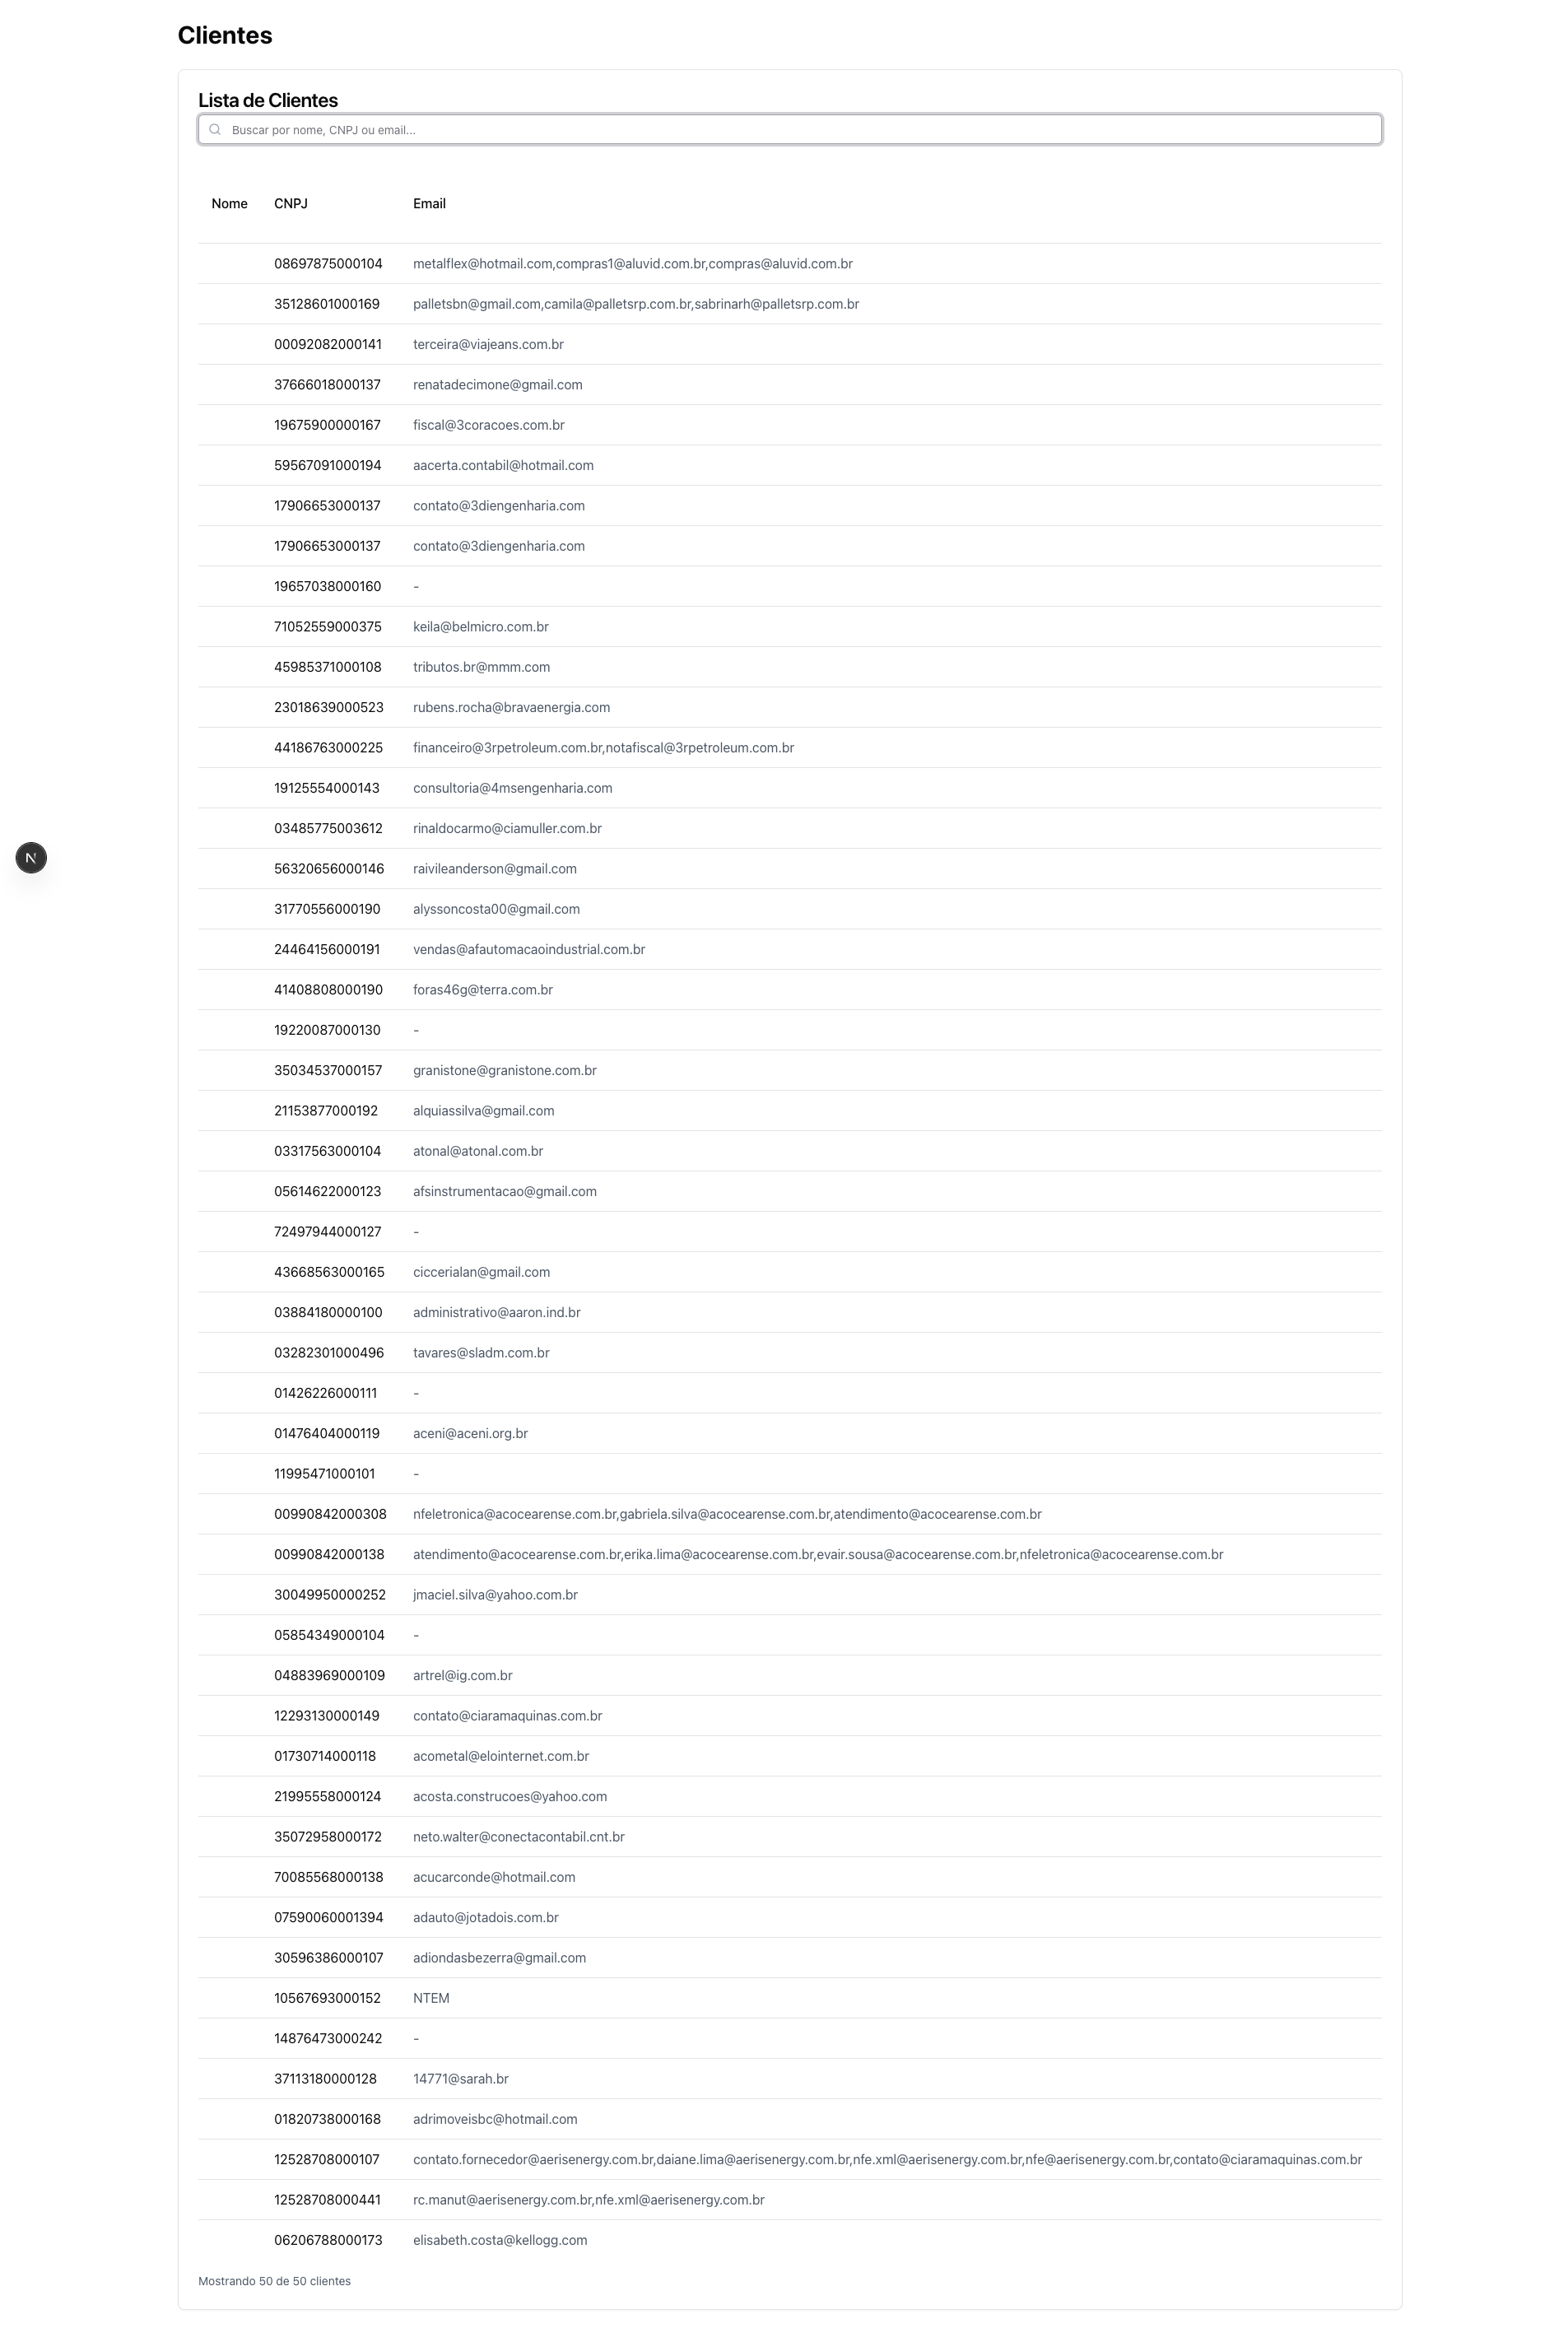 Clientes
Lista de Clientes
Buscar por nome, CNPJ ou email...
Nome CNPJ Email
08697875000104 metalflex@hotmail.com,compras1@aluvid.com.br,compras@aluvid.com.br
35128601000169 palletsbn@gmail.com,camila@palletsrp.com.br,sabrinarh@palletsrp.com.br
00092082000141 terceira@viajeans.com.br
37666018000137 renatadecimone@gmail.com
19675900000167 fiscal@3coracoes.com.br
59567091000194 aacerta.contabil@hotmail.com
17906653000137 contato@3diengenharia.com
17906653000137 contato@3diengenharia.com
19657038000160 -
71052559000375 keila@belmicro.com.br
45985371000108 tributos.br@mmm.com
23018639000523 rubens.rocha@bravaenergia.com
44186763000225 financeiro@3rpetroleum.com.br,notafiscal@3rpetroleum.com.br
19125554000143 consultoria@4msengenharia.com
03485775003612 rinaldocarmo@ciamuller.com.br
56320656000146 raivileanderson@gmail.com
31770556000190 alyssoncosta00@gmail.com
24464156000191 vendas@afautomacaoindustrial.com.br
41408808000190 foras46g@terra.com.br
19220087000130 -
35034537000157 granistone@granistone.com.br
21153877000192 alquiassilva@gmail.com
03317563000104 atonal@atonal.com.br
05614622000123 afsinstrumentacao@gmail.com
72497944000127 -
43668563000165 ciccerialan@gmail.com
03884180000100 administrativo@aaron.ind.br
03282301000496 tavares@sladm.com.br
01426226000111 -
01476404000119 aceni@aceni.org.br
11995471000101 -
00990842000308 nfeletronica@acocearense.com.br,gabriela.silva@acocearense.com.br,atendimento@acocearense.com.br
00990842000138 atendimento@acocearense.com.br,erika.lima@acocearense.com.br,evair.sousa@acocearense.com.br,nfeletronica@acocearense.com.br
30049950000252 jmaciel.silva@yahoo.com.br
05854349000104 -
04883969000109 artrel@ig.com.br
12293130000149 contato@ciaramaquinas.com.br
01730714000118 acometal@elointernet.com.br
21995558000124 acosta.construcoes@yahoo.com
35072958000172 neto.walter@conectacontabil.cnt.br
70085568000138 acucarconde@hotmail.com
07590060001394 adauto@jotadois.com.br
30596386000107 adiondasbezerra@gmail.com
10567693000152 NTEM
14876473000242 -
37113180000128 14771@sarah.br
01820738000168 adrimoveisbc@hotmail.com
12528708000107 contato.fornecedor@aerisenergy.com.br,daiane.lima@aerisenergy.com.br,nfe.xml@aerisenergy.com.br,nfe@aerisenergy.com.br,contato@ciaramaquinas.com.br
12528708000441 rc.manut@aerisenergy.com.br,nfe.xml@aerisenergy.com.br
06206788000173 elisabeth.costa@kellogg.com
Mostrando 50 de 50 clientes
N